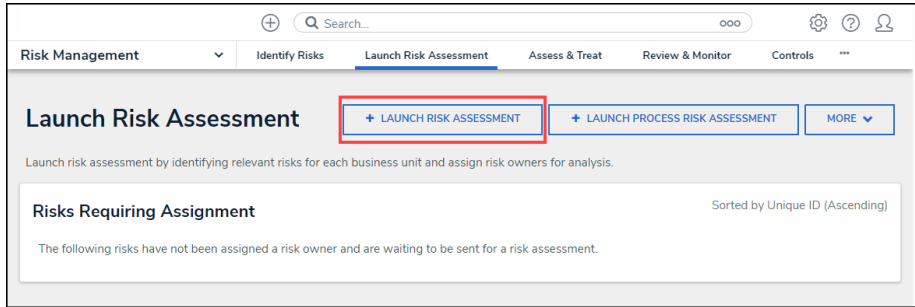 Search...
Risk Management
Identify Risks
Launch Risk Assessment
Assess & Treat
Review & Monitor
Controls
Launch Risk Assessment
+ LAUNCH RISK ASSESSMENT
+ LAUNCH PROCESS RISK ASSESSMENT
MORE
Launch risk assessment by identifying relevant risks for each business unit and assign risk owners for analysis.
Risks Requiring Assignment
Sorted by Unique ID (Ascending)
The following risks have not been assigned a risk owner and are waiting to be sent for a risk assessment.